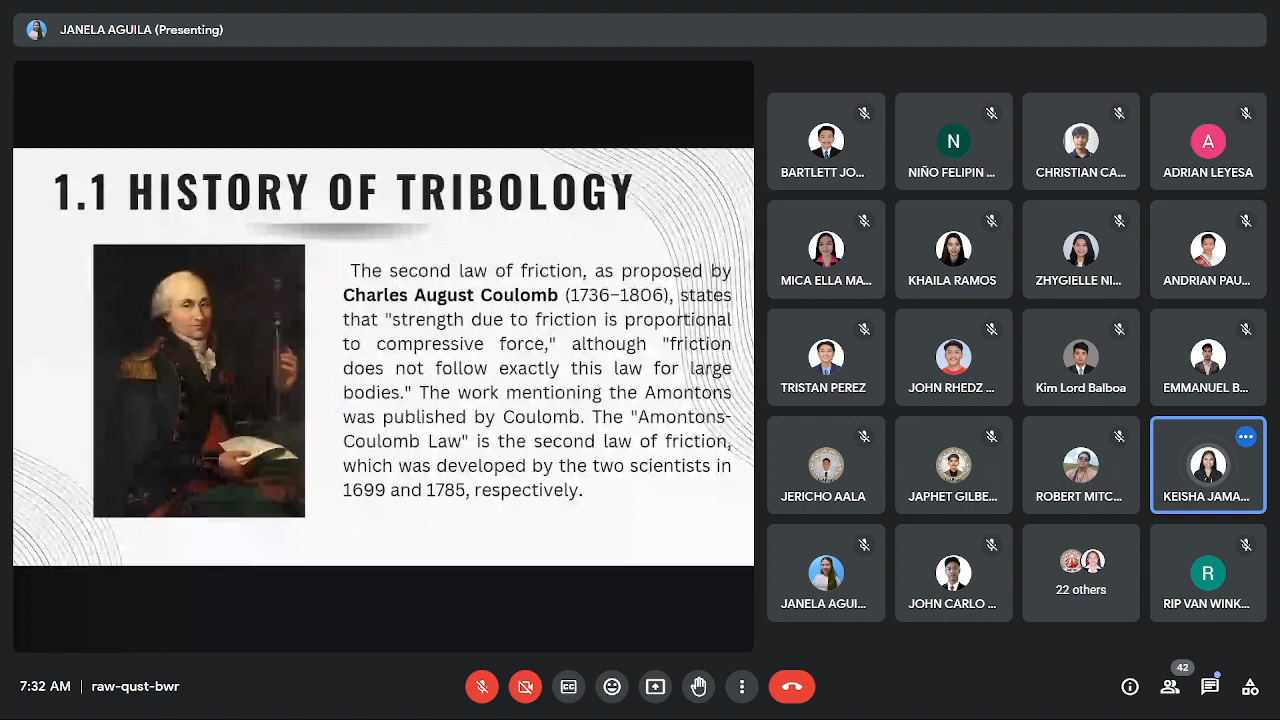 JANELA AGUILA (Presenting)
1.1 HISTORY OF TRIBOLOGY
The second law of friction, as proposed by
Charles August Coulomb (1736–1806), states
that "strength due to friction is proportional
to compressive force," although "friction
does not follow exactly this law for large
bodies." The work mentioning the Amontons
was published by Coulomb. The "Amontons-
Coulomb Law" is the second law of friction,
which was developed by the two scientists in
1699 and 1785, respectively.
BARTLETT JO...
N
NIÑO FELIPIN ...
CHRISTIAN CA...
A
ADRIAN LEYESA
MICA ELLA MA...
KHAILA RAMOS
ZHYGIELLE NI...
ANDRIAN PAU...
TRISTAN PEREZ
JOHN RHEDZ ...
Kim Lord Balboa
EMMANUEL B...
JERICHO AALA
JAPHET GILBE...
ROBERT MITC...
KEISHA JAMA...
JANELA AGUI...
JOHN CARLO ...
22 others
R
RIP VAN WINK...
7:32 AM | raw-qust-bwr
CC
42